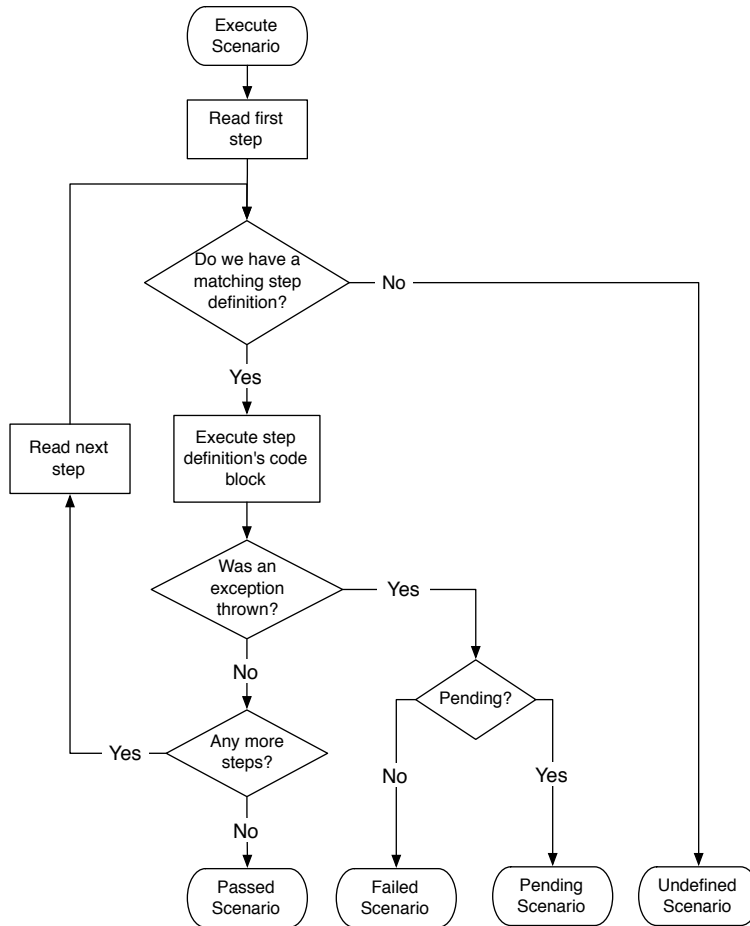 Execute
Scenario
Read first
step
Do we have a
matching step
definition?
No
Yes
Read next
step
Execute step
definition's code
block
Was an
exception
thrown?
Yes
No
Pending?
Any more
steps?
Yes
No
Yes
No
Passed
Scenario
Failed
Scenario
Pending
Scenario
Undefined
Scenario